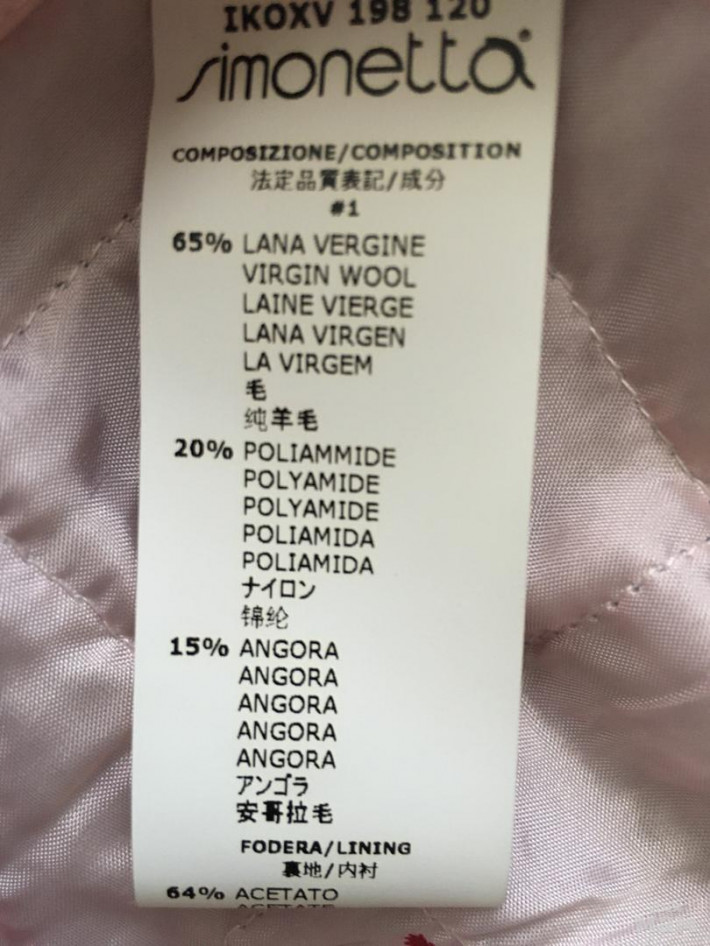 IKOXV 198 120
simonetta®
COMPOSIZIONE/COMPOSITION
法定品質表記/成分
#1
65% LANA VERGINE
VIRGIN WOOL
LAINE VIERGE
LANA VIRGEN
LA VIRGEM
毛
纯羊毛
20% POLIAMMIDE
POLYAMIDE
POLYAMIDE
POLIAMIDA
POLIAMIDA
ナイロン
锦纶
15% ANGORA
ANGORA
ANGORA
ANGORA
ANGORA
アンゴラ
安哥拉毛
FODERA/LINING
裏地/内衬
64% ACETATO
ACETATE